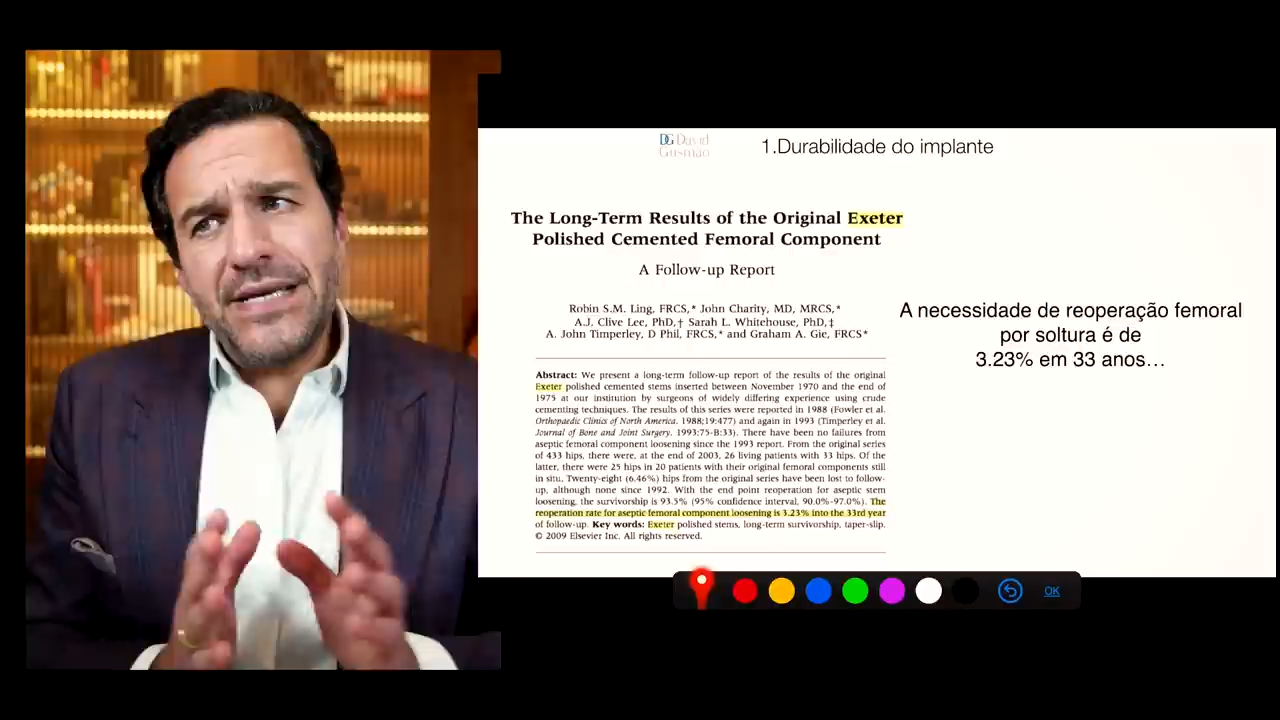 DG David
Gusmão
1.Durabilidade do implante
The Long-Term Results of the Original Exeter
Polished Cemented Femoral Component
A Follow-up Report
Robin S.M. Ling, FRCS,* John Charity, MD, MRCS,*
A.J. Clive Lee, PhD,† Sarah L. Whitehouse, PhD,‡
A. John Timperley, D Phil, FRCS,* and Graham A. Gie, FRCS*
Abstract: We present a long-term follow-up report of the results of the original
Exeter polished cemented stems inserted between November 1970 and the end of
1975 at our institution by surgeons of widely differing experience using crude
cementing techniques. The results of this series were reported in 1988 (Fowler et al.
Orthopaedic Clinics of North America. 1988;19:477) and again in 1993 (Timperley et al.
Journal of Bone and Joint Surgery. 1993;75-B:33). There have been no failures from
aseptic femoral component loosening since the 1993 report. From the original series
of 433 hips, there were, at the end of 2003, 26 living patients with 33 hips. Of the
latter, there were 25 hips in 20 patients with their original femoral components still
in situ. Twenty-eight (6.46%) hips from the original series have been lost to follow-
up, although none since 1992. With the end point reoperation for aseptic stem
loosening, the survivorship is 93.5% (95% confidence interval, 90.0%-97.0%). The
reoperation rate for aseptic femoral component loosening is 3.23% into the 33rd year
of follow-up. Key words: Exeter polished stems, long-term survivorship, taper-slip.
© 2009 Elsevier Inc. All rights reserved.
A necessidade de reoperação femoral
por soltura é de
3.23% em 33 anos…
OK